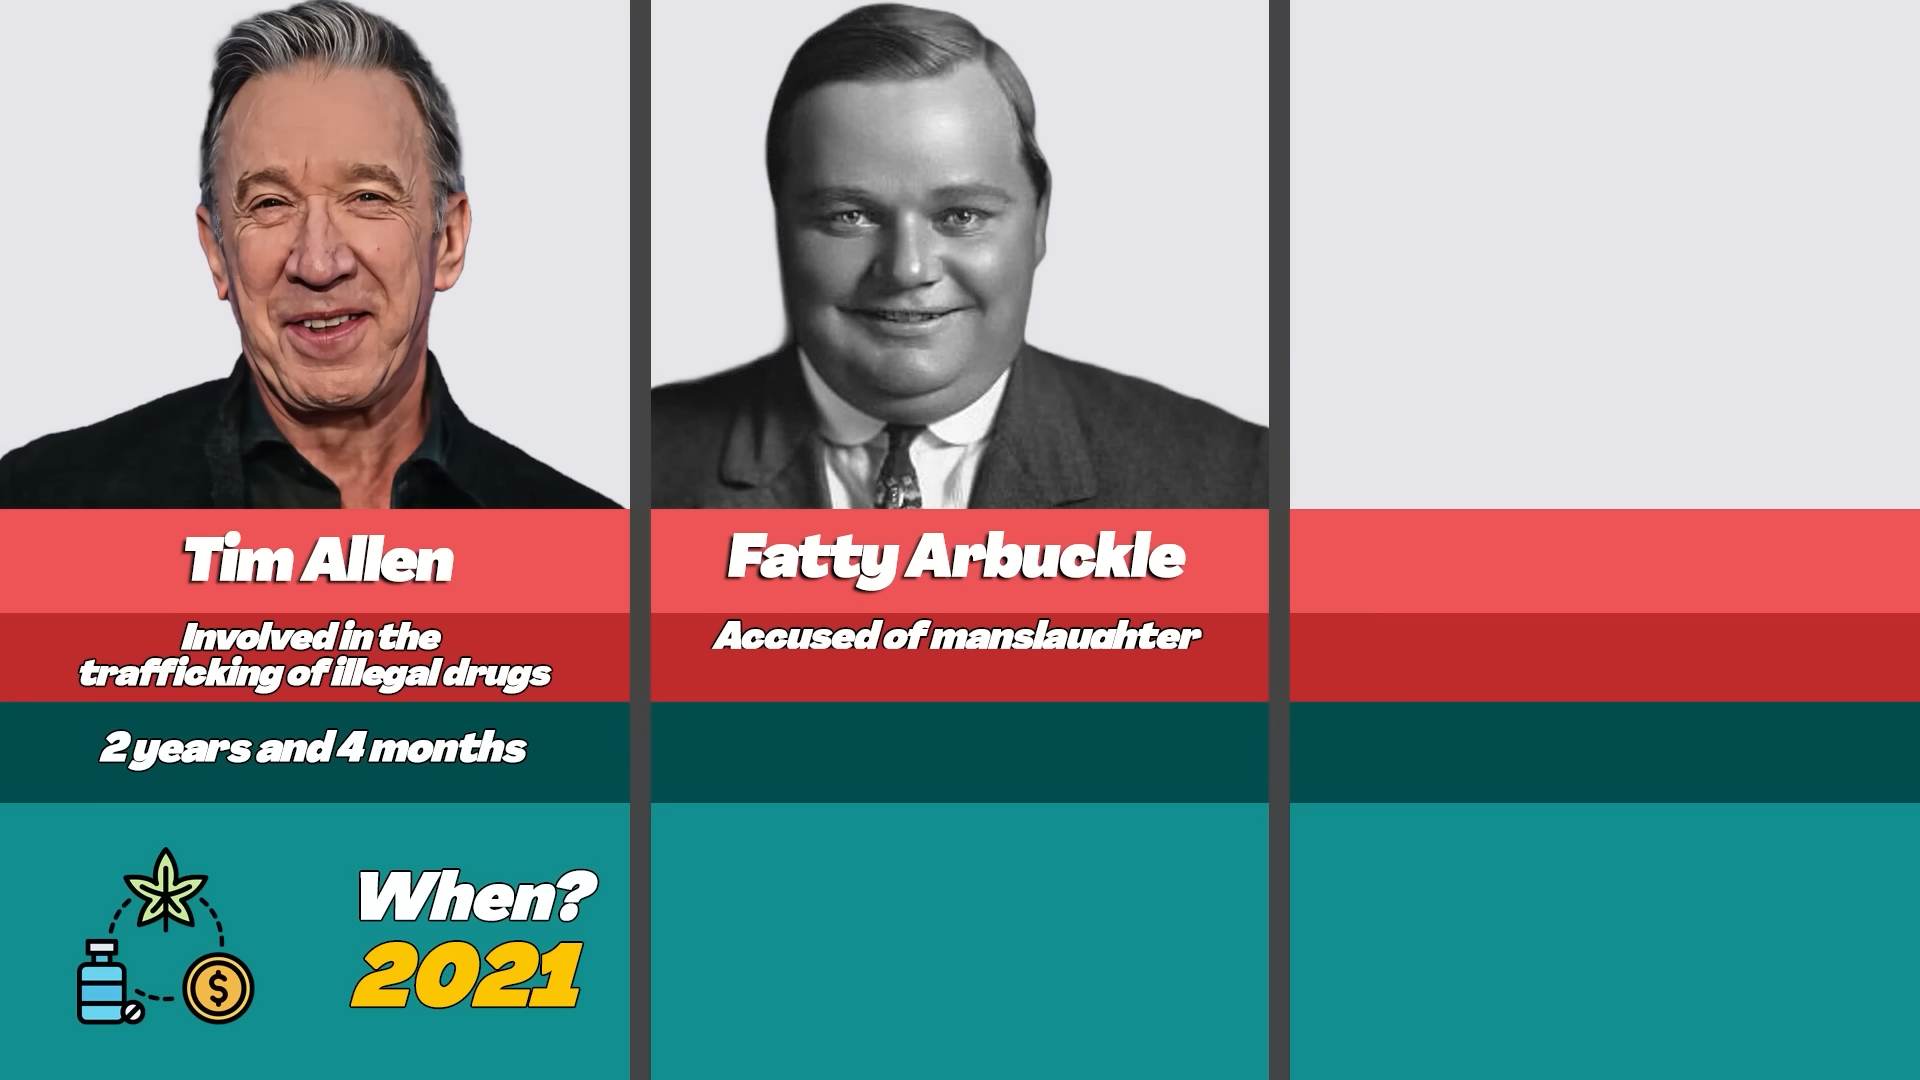 Tim Allen
Involved in the
trafficking of illegal drugs
2 years and 4 months
When?
2021
$
Fatty Arbuckle
Accused of manslaughter